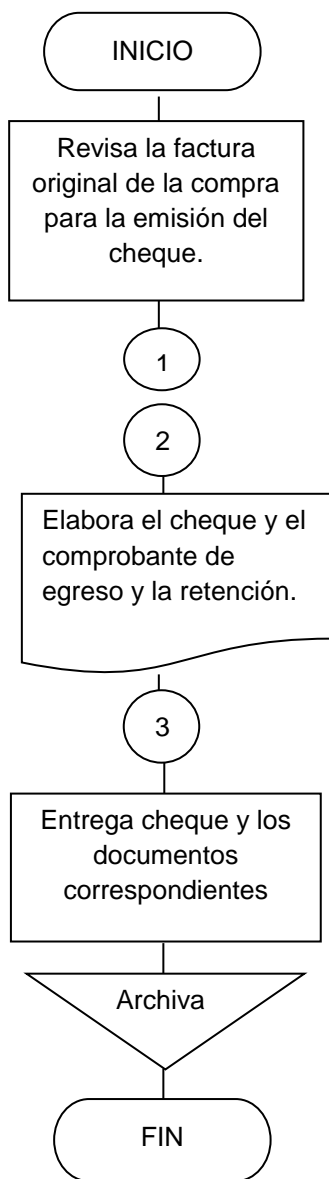 INICIO
Revisa la factura
original de la compra
para la emisión del
cheque.
1
2
Elabora el cheque y el
comprobante de
egreso y la retención.
3
Entrega cheque y los
documentos
correspondientes
Archiva
FIN